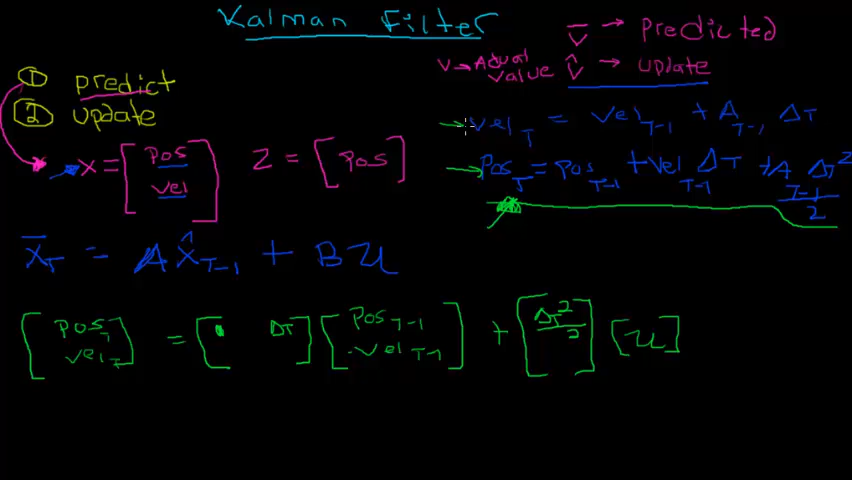 Kalman Filter
V̅ → predicted
V → Actual Value V̂ → update
① predict
② update
Vel_T = Vel_T-1 + A_T-1 ΔT
X = [Pos Vel] Z = [Pos]
Pos_T = Pos_T-1 + Vel_T-1 ΔT + A_T-1 ΔT² / 2
X̅_T = A X̂_T-1 + B U
[Pos_T Vel_T] = [ ΔT] [Pos_T-1 Vel_T-1] + [ΔT² / 2] [U]